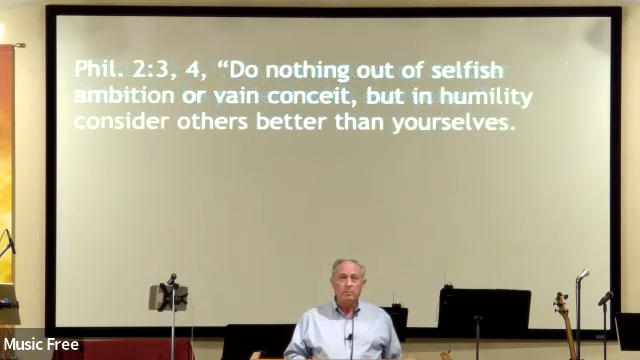 Phil. 2:3, 4, “Do nothing out of selfish
ambition or vain conceit, but in humility
consider others better than yourselves.
Music Free